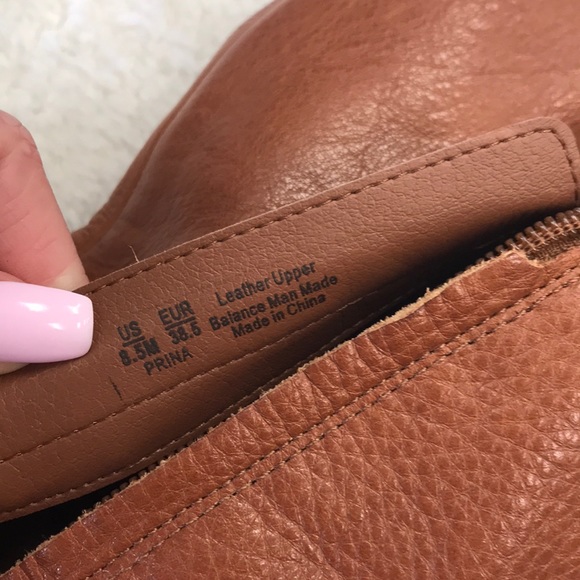 US EUR
8.5M 38.5
PRINA
Leather Upper
Balance Man Made
Made in China